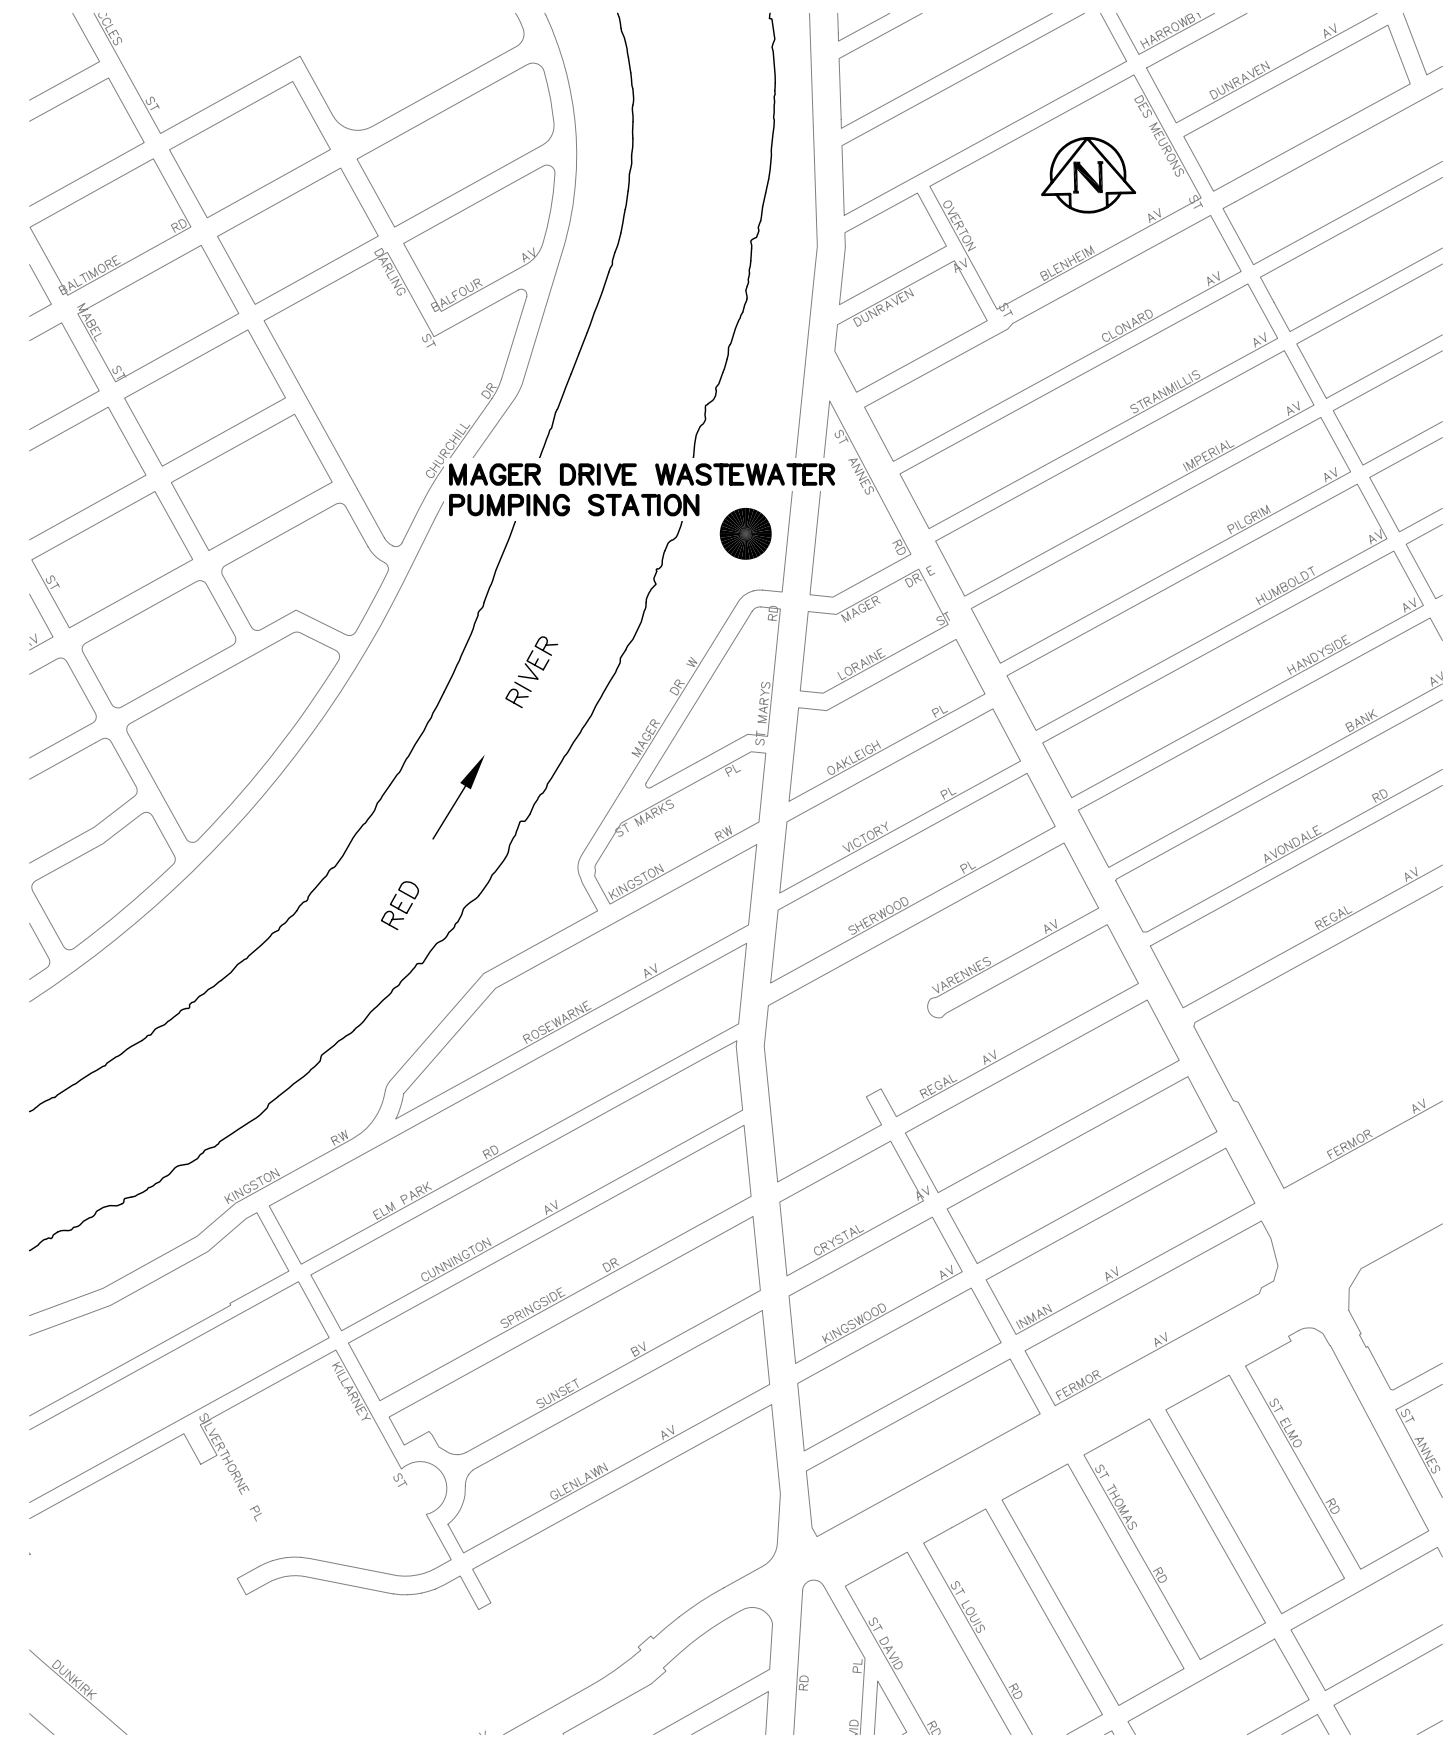 CCLES
ST
HARROWBY
AV
DUNRAVEN
DES MEURONS
ST
N
OVERTON
ST
BLENHEIM AV
DUNRAVEN AV
CLONARD AV
STRANMILLIS AV
IMPERIAL AV
PILGRIM AV
HUMBOLDT AV
HANDYSIDE AV
BANK AV
AVONDALE RD
REGAL AV
FERMOR AV
BALTIMORE RD
MABEL ST
DARLING ST
BALFOUR AV
CHURCHILL DR
ST
MAGER DRIVE WASTEWATER
PUMPING STATION
ST ANNES RD
RED RIVER
MAGER DR W
ST MARYS RD
MAGER DR E
LORAINE ST
OAKLEIGH PL
VICTORY PL
SHERWOOD PL
VARENNES AV
REGAL AV
ST MARKS PL
KINGSTON RW
ROSEWARNE AV
KINGSTON RW
ELM PARK RD
CUNNINGTON AV
SPRINGSIDE DR
SUNSET BV
GLENLAWN AV
KILLARNEY ST
SILVERTHORNE PL
CRYSTAL AV
KINGSWOOD AV
INMAN AV
FERMOR AV
ST ELMO RD
ST ANNES
ST THOMAS RD
ST LOUIS RD
ST DAVID RD
PL
VID
RD
DUNKIRK